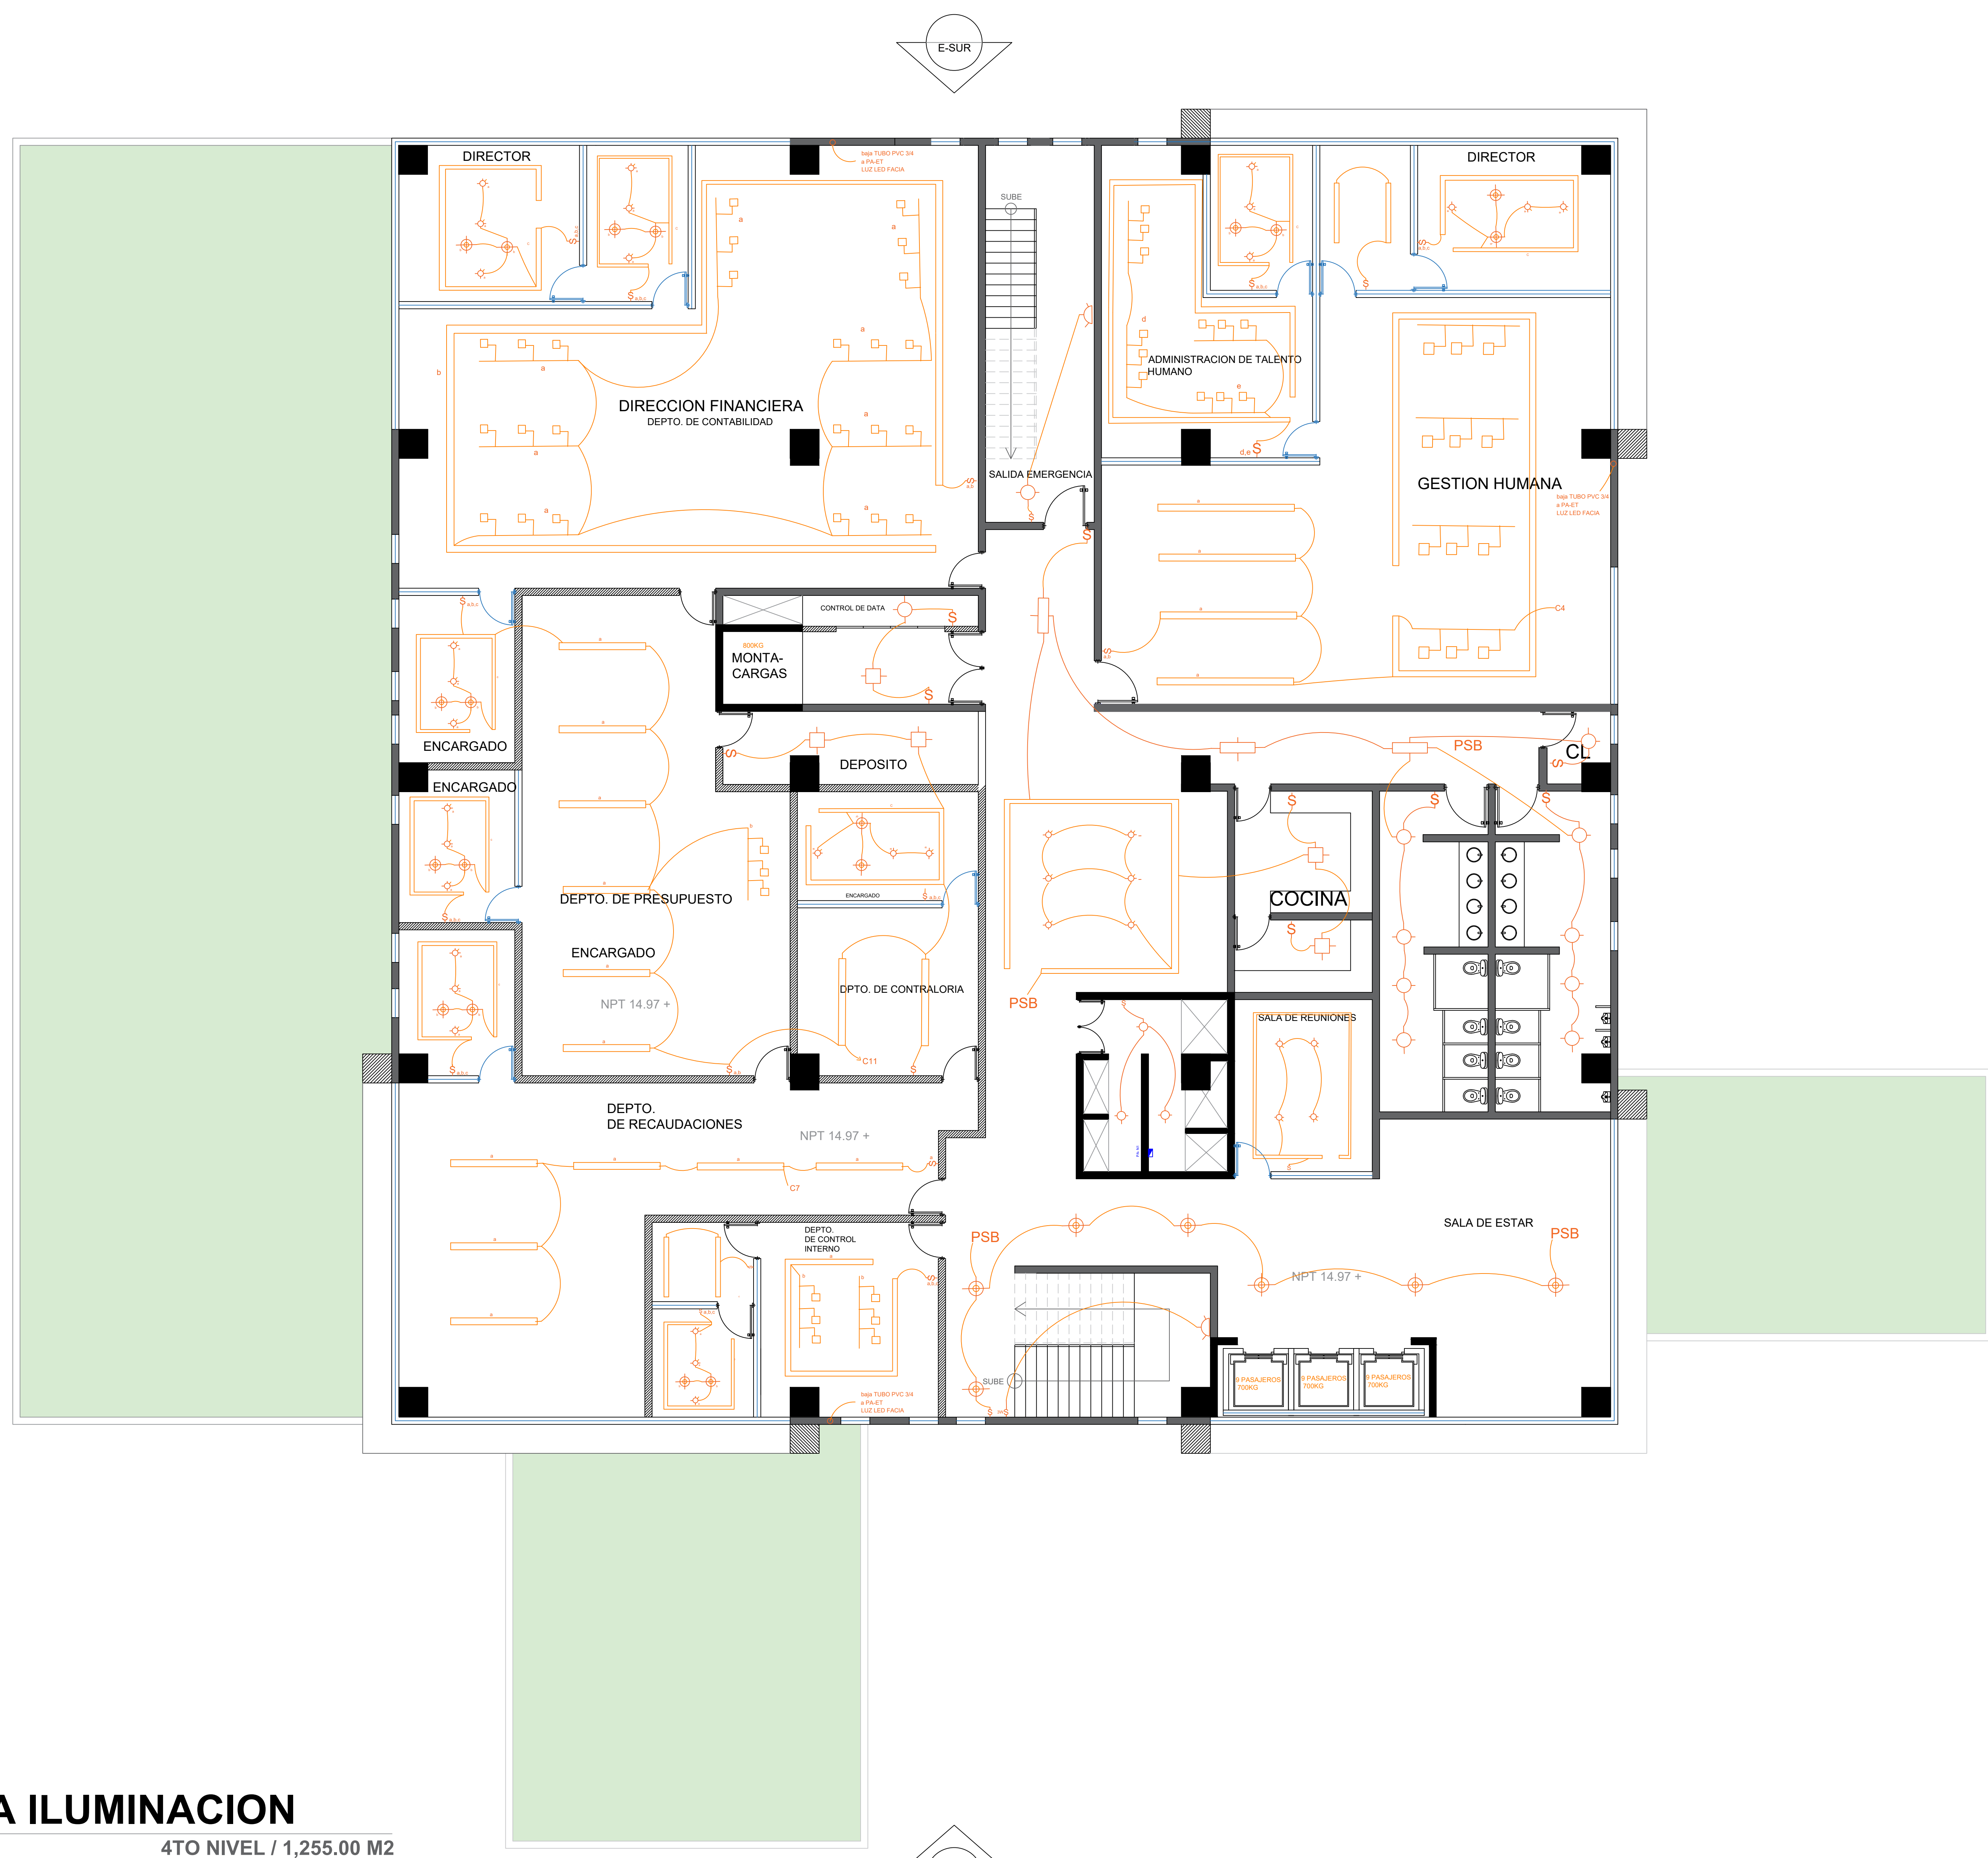 E-SUR
DIRECTOR
baja TUBO PVC 3/4
a PA-ET
LUZ LED FACIA
DIRECTOR
SUBE
a
a
a,b,c
a,b,c
a,b,c
a,b,c
S
S
S
S
S
S
d
a
a
a
b
ADMINISTRACION DE TALENTO
HUMANO
e
DIRECCION FINANCIERA
DEPTO. DE CONTABILIDAD
a
a
d,e S
SALIDA EMERGENCIA
S
a,b
GESTION HUMANA
baja TUBO PVC 3/4
a PA-ET
LUZ LED FACIA
a
a
a
S
S
a
a
a
a
S
a,b
C4
S a,b,c
CONTROL DE DATA
S
800KG
MONTA-
CARGAS
S
a
a
a
a
ENCARGADO
S
DEPOSITO
PSB
CL
S
ENCARGADO
S
S
S
b
S a,b,c
ENCARGADO
S a,b,c
DEPTO. DE PRESUPUESTO
COCINA
S
ENCARGADO
a
DPTO. DE CONTRALORIA
NPT 14.97 +
PSB
S
SALA DE REUNIONES
a
C11
S a,b,c
S a,b
S
DEPTO.
DE RECAUDACIONES
NPT 14.97 +
a
a
a
a
S
a
C7
S
a
a
DEPTO.
DE CONTROL
INTERNO
a
b
b
S
a,b,c
a,b,c
SALA DE ESTAR
PSB
PSB
NPT 14.97 +
SUBE
9 PASAJEROS
700KG
9 PASAJEROS
700KG
9 PASAJEROS
700KG
baja TUBO PVC 3/4
a PA-ET
LUZ LED FACIA
S
S
A ILUMINACION
4TO NIVEL / 1,255.00 M2